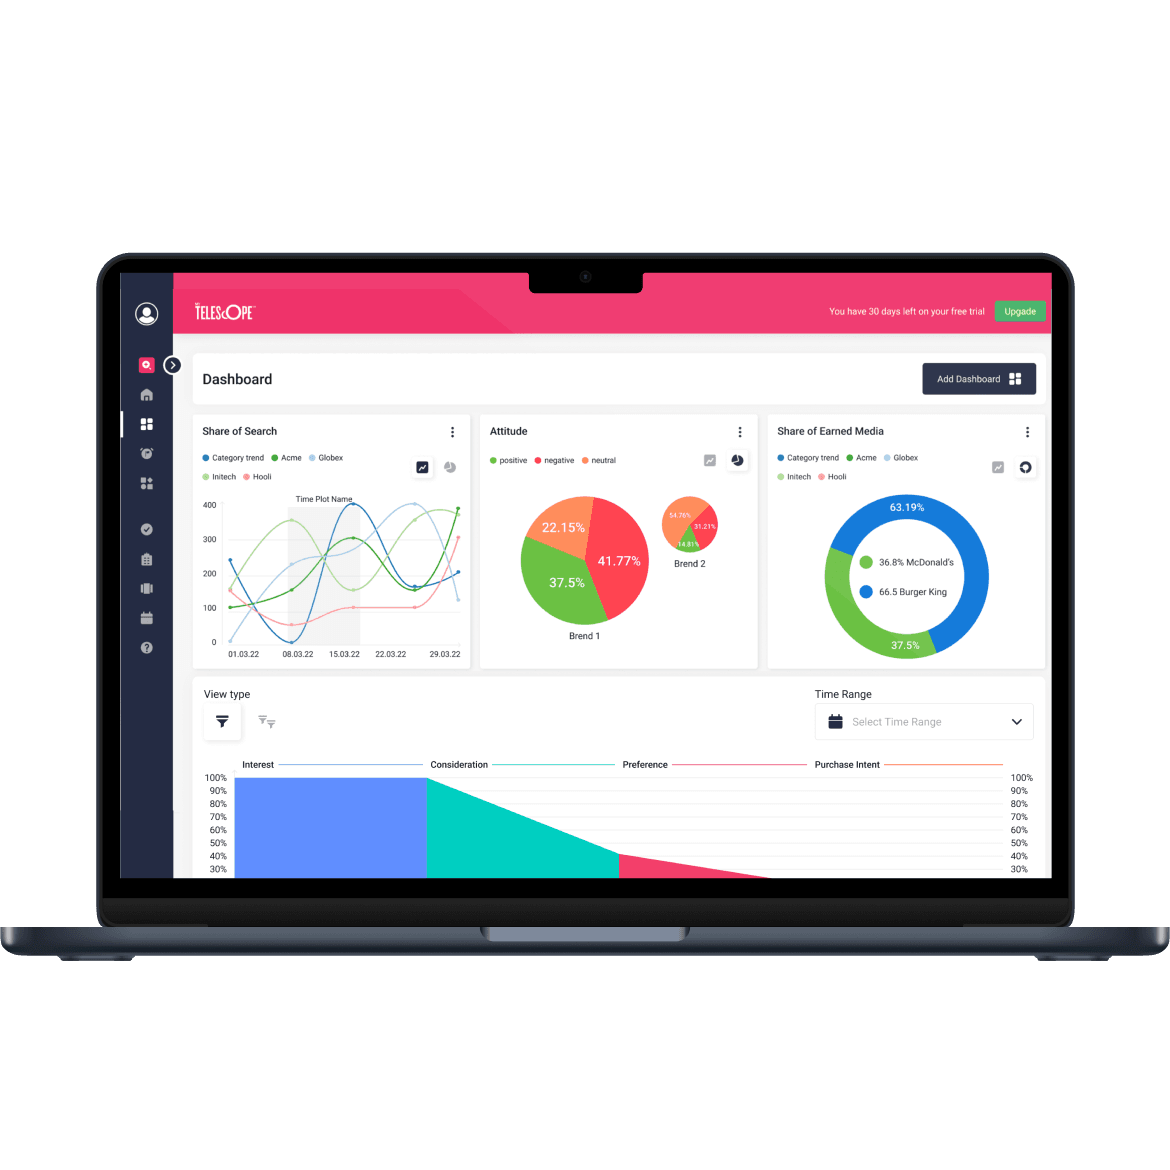 MY
TELESCOPE™
You have 30 days left on your free trial
Upgade
Dashboard
Add Dashboard
Share of Search
Category trend Acme Globex
Initech Hooli
Time Plot Name
400
300
200
100
0
01.03.22 08.03.22 15.03.22 22.03.22 29.03.22
Attitude
positive negative neutral
22.15%
41.77%
37.5%
Brend 1
54.76%
31.21%
14.81%
Brend 2
Share of Earned Media
Category trend Acme Globex
Initech Hooli
63.19%
36.8% McDonald's
66.5 Burger King
37.5%
View type
Time Range
Select Time Range
Interest Consideration Preference Purchase Intent
100% 100%
90% 90%
80% 80%
70% 70%
60% 60%
50% 50%
40% 40%
30% 30%